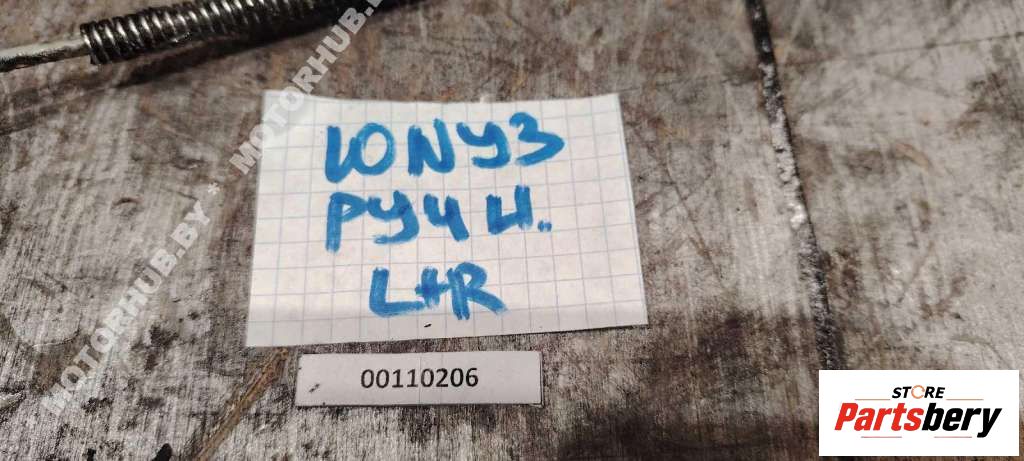 MOTORHUB.BY * MOTORHUB.BY
ЮNУЗ
РУЧН..
L+R
00110206
STORE
Partsbery